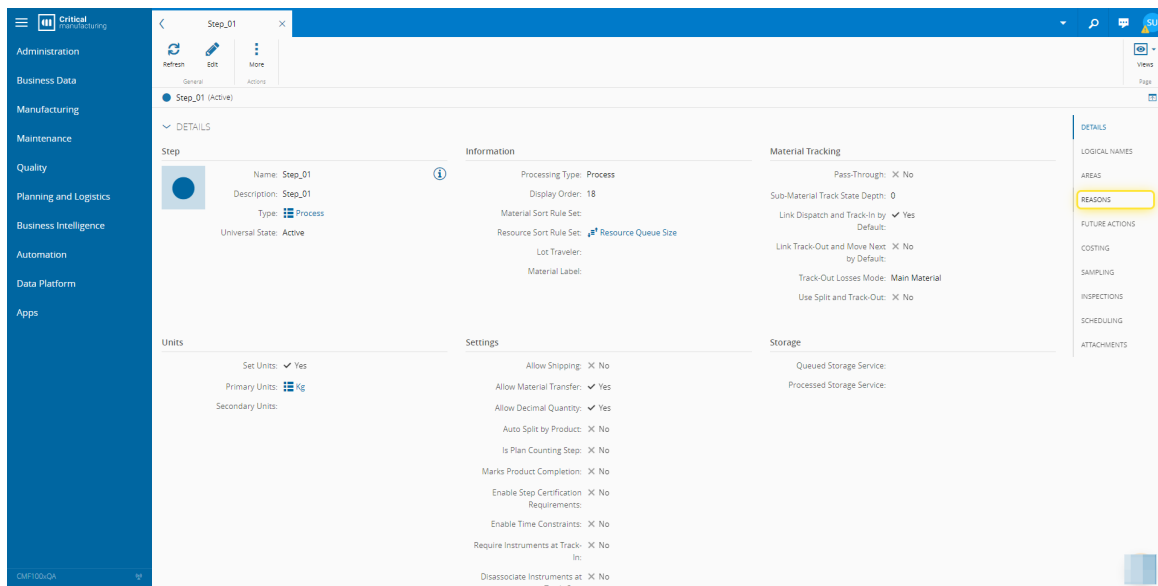 Critical
manufacturing
Step_01
SU
Administration
Business Data
Manufacturing
Maintenance
Quality
Planning and Logistics
Business Intelligence
Automation
Data Platform
Apps
CMF100xQA
Refresh
Edit
More
Views
General
Actions
Page
Step_01 (Active)
DETAILS
Step
Name: Step_01
Description: Step_01
Type: Process
Universal State: Active
Information
Processing Type: Process
Display Order: 18
Material Sort Rule Set:
Resource Sort Rule Set: Resource Queue Size
Lot Traveler:
Material Label:
Material Tracking
Pass-Through: No
Sub-Material Track State Depth: 0
Link Dispatch and Track-In by Yes
Default:
Link Track-Out and Move Next No
by Default:
Track-Out Losses Mode: Main Material
Use Split and Track-Out: No
Units
Set Units: Yes
Primary Units: Kg
Secondary Units:
Settings
Allow Shipping: No
Allow Material Transfer: Yes
Allow Decimal Quantity: Yes
Auto Split by Product: No
Is Plan Counting Step: No
Marks Product Completion: No
Enable Step Certification No
Requirements:
Enable Time Constraints: No
Require Instruments at Track- No
In:
Disassociate Instruments at No
Storage
Queued Storage Service:
Processed Storage Service:
DETAILS
LOGICAL NAMES
AREAS
REASONS
FUTURE ACTIONS
COSTING
SAMPLING
INSPECTIONS
SCHEDULING
ATTACHMENTS